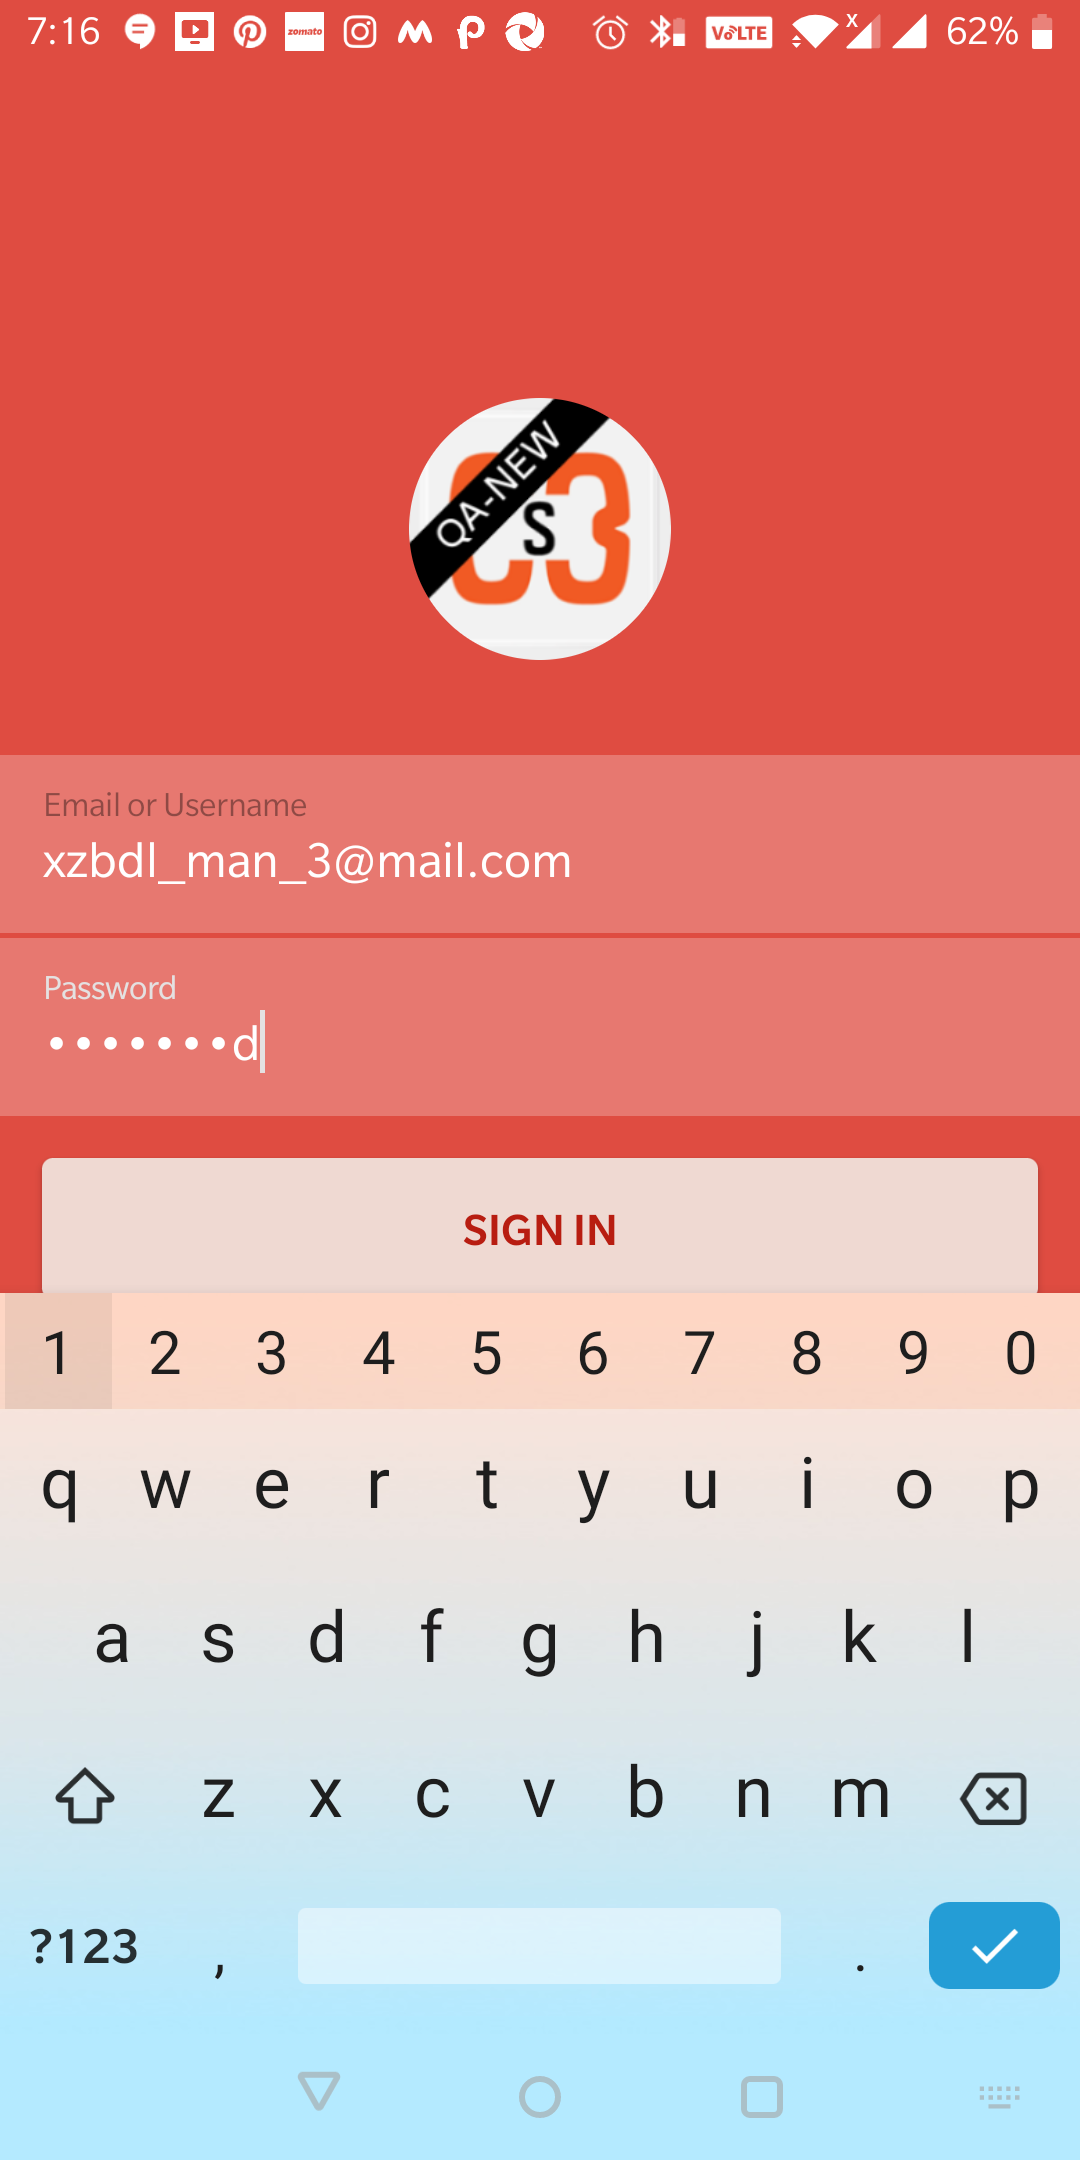 7:16 zomato VoLTE x 62%
QA-NEW
C3
s
Email or Username
xzbdl_man_3@mail.com
Password
•••••••d
SIGN IN
1 2 3 4 5 6 7 8 9 0
q w e r t y u i o p
a s d f g h j k l
z x c v b n m
?123 , .